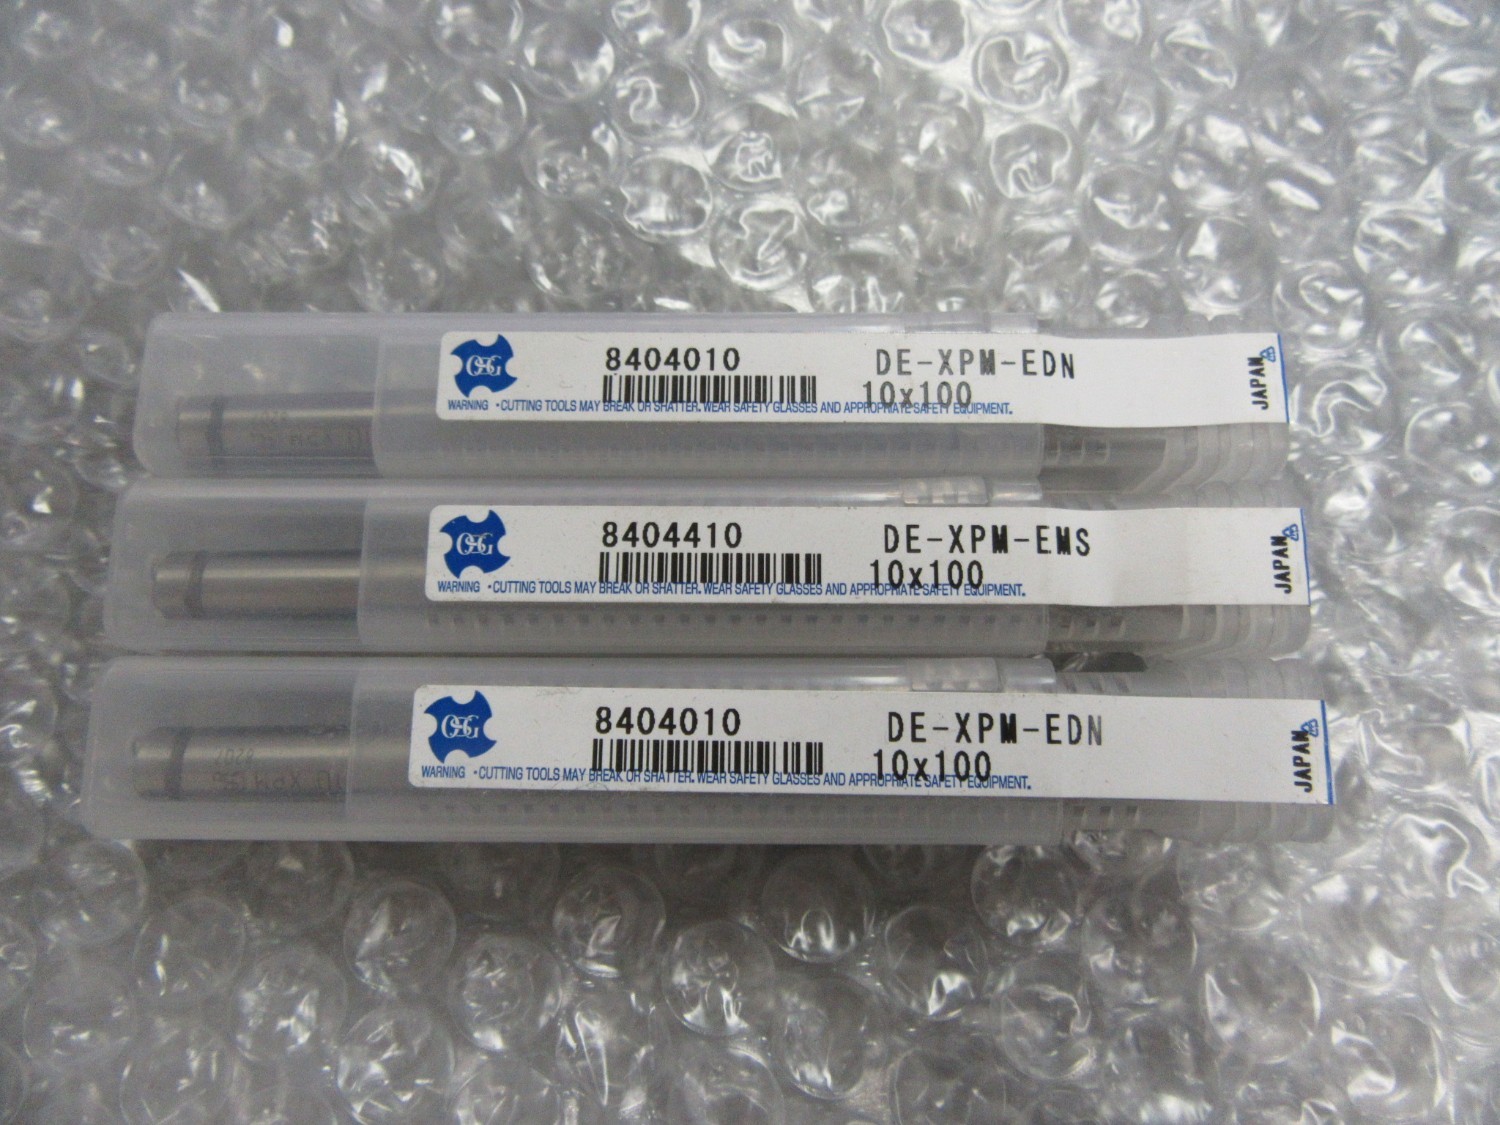 OSG
8404010 DE-XPM-EDN
10x100
WARNING •CUTTING TOOLS MAY BREAK OR SHATTER. WEAR SAFETY GLASSES AND APPROPRIATE SAFETY EQUIPMENT.
JAPAN
OSG
8404410 DE-XPM-EMS
10x100
WARNING •CUTTING TOOLS MAY BREAK OR SHATTER. WEAR SAFETY GLASSES AND APPROPRIATE SAFETY EQUIPMENT.
JAPAN
OSG
8404010 DE-XPM-EDN
10x100
WARNING •CUTTING TOOLS MAY BREAK OR SHATTER. WEAR SAFETY GLASSES AND APPROPRIATE SAFETY EQUIPMENT.
JAPAN